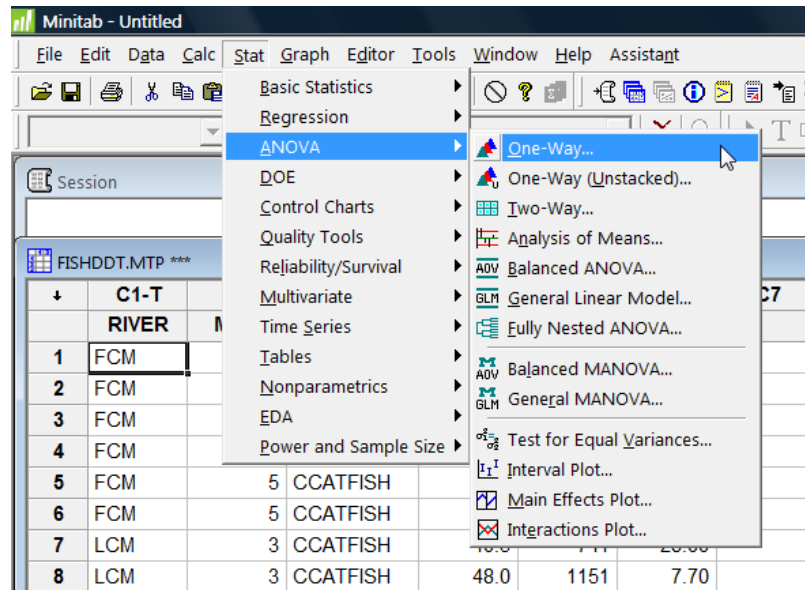 Minitab - Untitled
File Edit Data Calc Stat Graph Editor Tools Window Help Assistant
Basic Statistics
Regression
ANOVA
DOE
Control Charts
Quality Tools
Reliability/Survival
Multivariate
Time Series
Tables
Nonparametrics
EDA
Power and Sample Size
One-Way...
One-Way (Unstacked)...
Two-Way...
Analysis of Means...
AOV Balanced ANOVA...
GLM General Linear Model...
Fully Nested ANOVA...
M AOV Balanced MANOVA...
M GLM General MANOVA...
Test for Equal Variances...
Interval Plot...
Main Effects Plot...
Interactions Plot...
Session
FISHDDT.MTP ***
C1-T
RIVER
1 FCM
2 FCM
3 FCM
4 FCM
5 FCM 5 CCATFISH
6 FCM 5 CCATFISH
7 LCM 3 CCATFISH
8 LCM 3 CCATFISH 48.0 1151 7.70